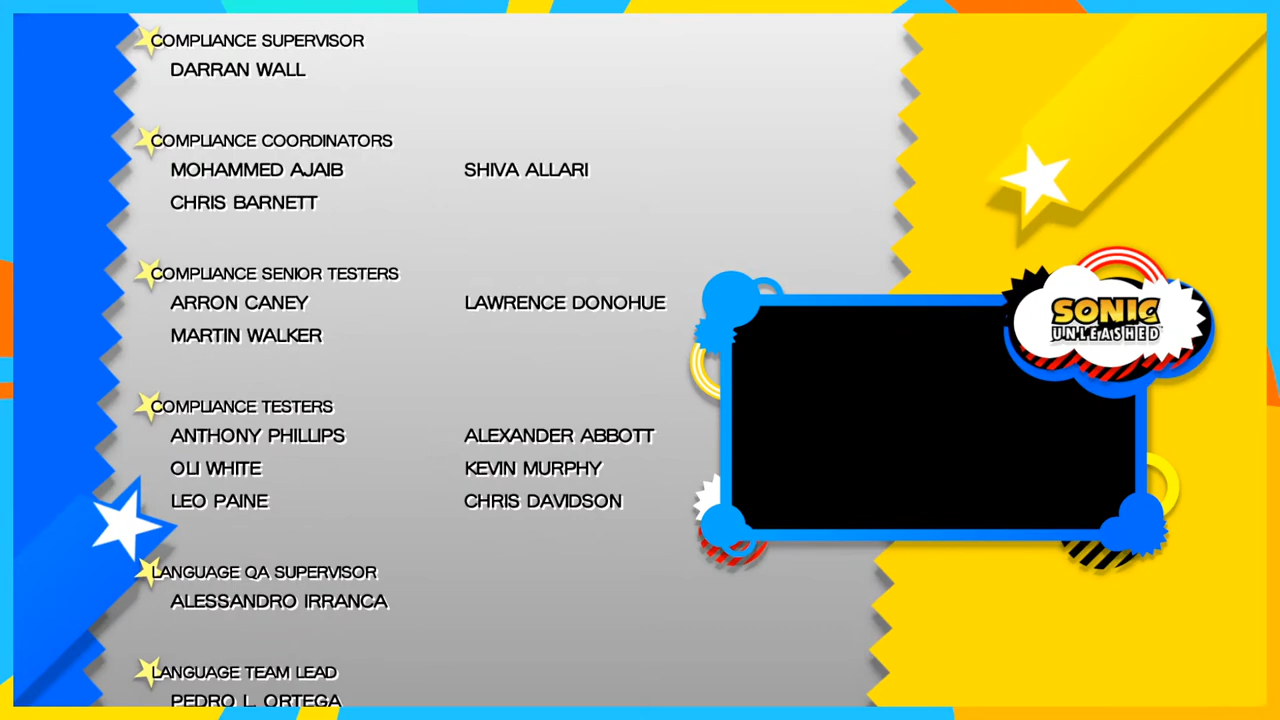 COMPLIANCE SUPERVISOR
DARRAN WALL
COMPLIANCE COORDINATORS
MOHAMMED AJAIB SHIVA ALLARI
CHRIS BARNETT
COMPLIANCE SENIOR TESTERS
ARRON CANEY LAWRENCE DONOHUE
MARTIN WALKER
COMPLIANCE TESTERS
ANTHONY PHILLIPS ALEXANDER ABBOTT
OLI WHITE KEVIN MURPHY
LEO PAINE CHRIS DAVIDSON
LANGUAGE QA SUPERVISOR
ALESSANDRO IRRANCA
LANGUAGE TEAM LEAD
PEDRO L. ORTEGA
SONIC
UNLEASHED